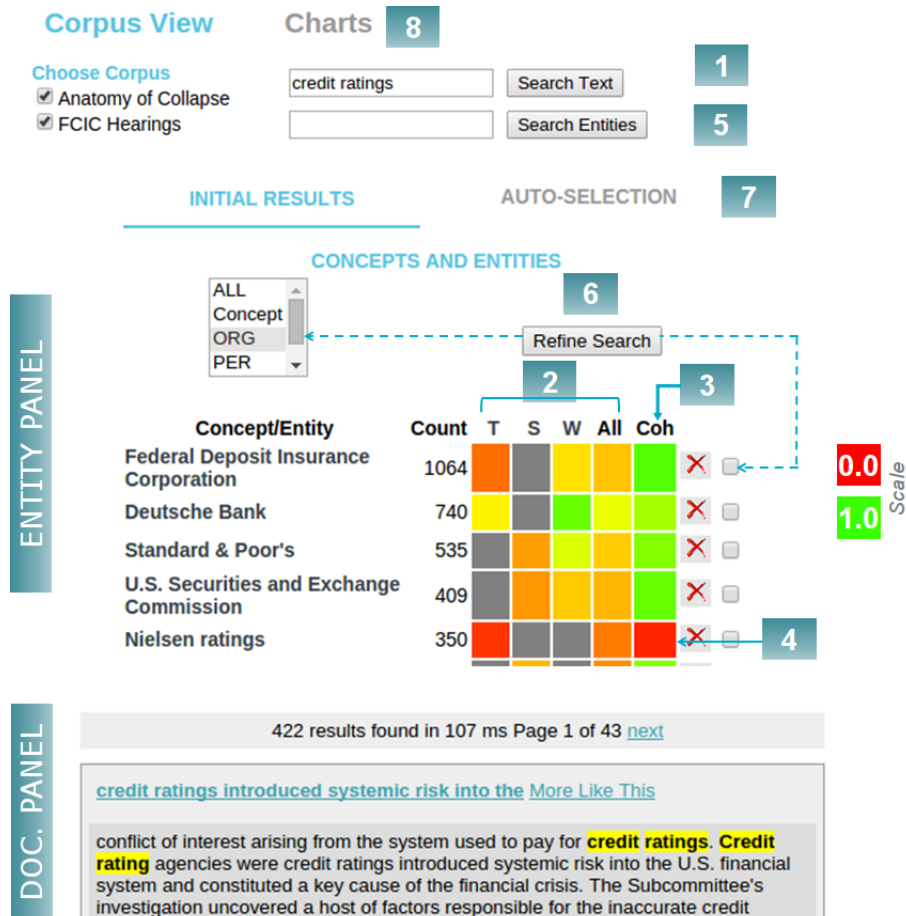 Corpus View Charts 8
Choose Corpus
Anatomy of Collapse
FCIC Hearings
credit ratings Search Text 1
Search Entities 5
INITIAL RESULTS AUTO-SELECTION 7
CONCEPTS AND ENTITIES
ALL
Concept
ORG
PER
6
Refine Search
2 3
ENTITY PANEL
Concept/Entity Count T S W All Coh
Federal Deposit Insurance
Corporation 1064
Deutsche Bank 740
Standard & Poor's 535
U.S. Securities and Exchange
Commission 409
Nielsen ratings 350 4
0.0
1.0
Scale
DOC. PANEL
422 results found in 107 ms Page 1 of 43 next
credit ratings introduced systemic risk into the More Like This
conflict of interest arising from the system used to pay for credit ratings. Credit
rating agencies were credit ratings introduced systemic risk into the U.S. financial
system and constituted a key cause of the financial crisis. The Subcommittee's
investigation uncovered a host of factors responsible for the inaccurate credit